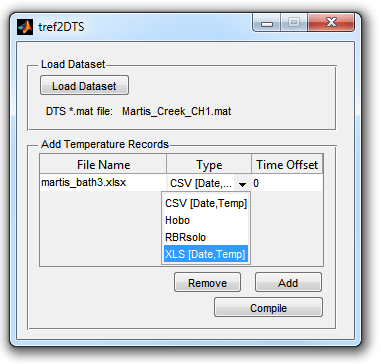 tref2DTS
Load Dataset
Load Dataset
DTS *.mat file: Martis_Creek_CH1.mat
Add Temperature Records
File Name Type Time Offset
martis_bath3.xlsx CSV [Date,... 0
CSV [Date,Temp]
Hobo
RBRsolo
XLS [Date,Temp]
Remove Add
Compile